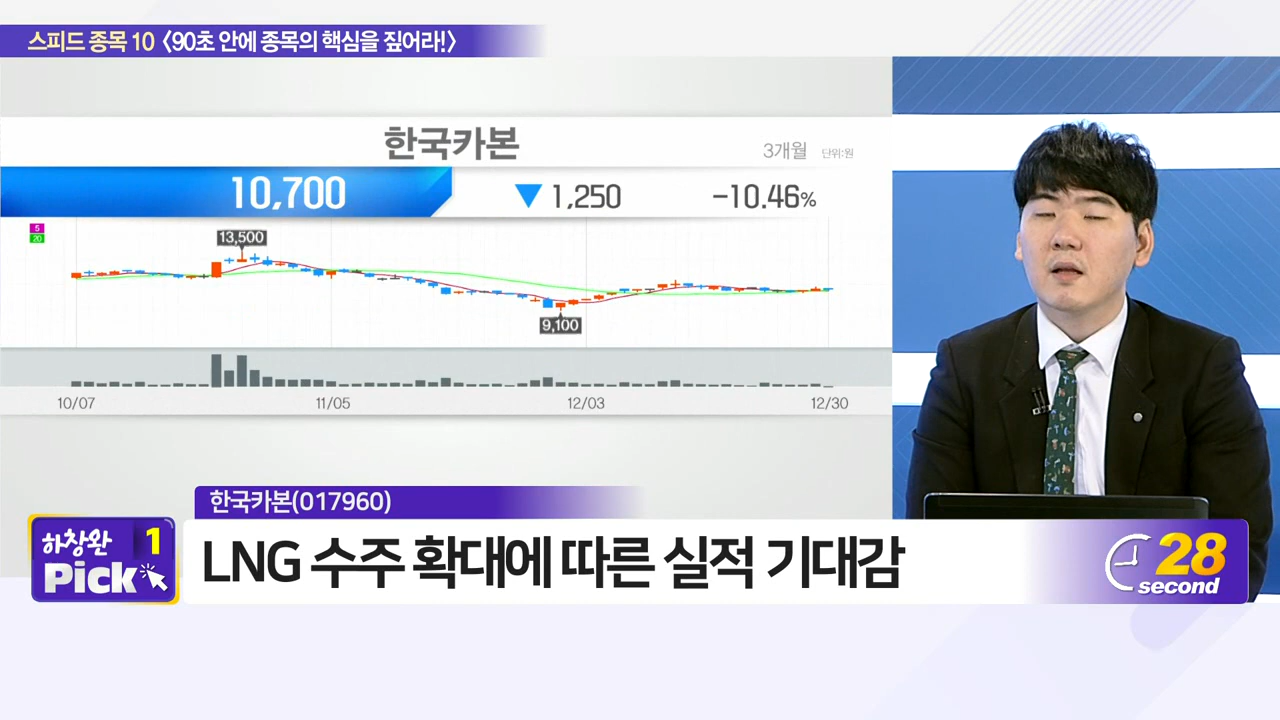 스피드 종목 10 〈90초 안에 종목의 핵심을 짚어라!〉
한국카본
3개월 단위:원
10,700 ▼ 1,250 -10.46%
5
20
13,500
9,100
10/07 11/05 12/03 12/30
한국카본(017960)
하창완 1
Pick
LNG 수주 확대에 따른 실적 기대감
28
second